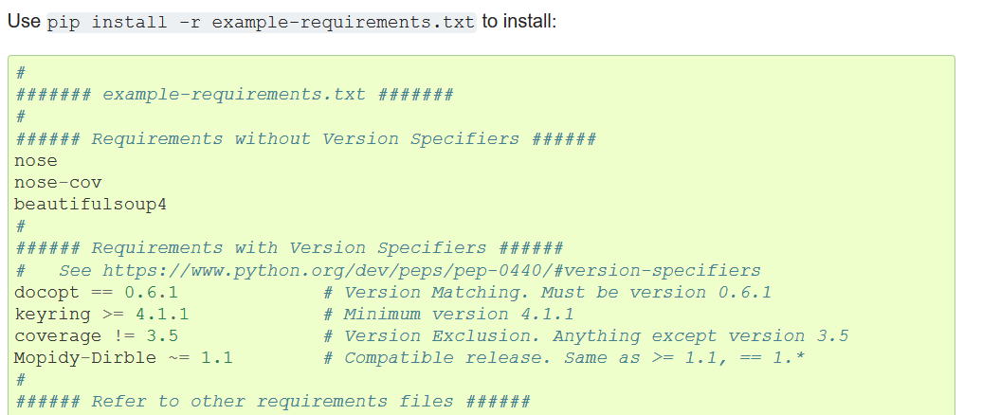 Use pip install -r example-requirements.txt to install:
#
####### example-requirements.txt #######
#
###### Requirements without Version Specifiers ######
nose
nose-cov
beautifulsoup4
#
###### Requirements with Version Specifiers ######
#   See https://www.python.org/dev/peps/pep-0440/#version-specifiers
docopt == 0.6.1             # Version Matching. Must be version 0.6.1
keyring >= 4.1.1            # Minimum version 4.1.1
coverage != 3.5             # Version Exclusion. Anything except version 3.5
Mopidy-Dirble ~= 1.1        # Compatible release. Same as >= 1.1, == 1.*
#
###### Refer to other requirements files ######